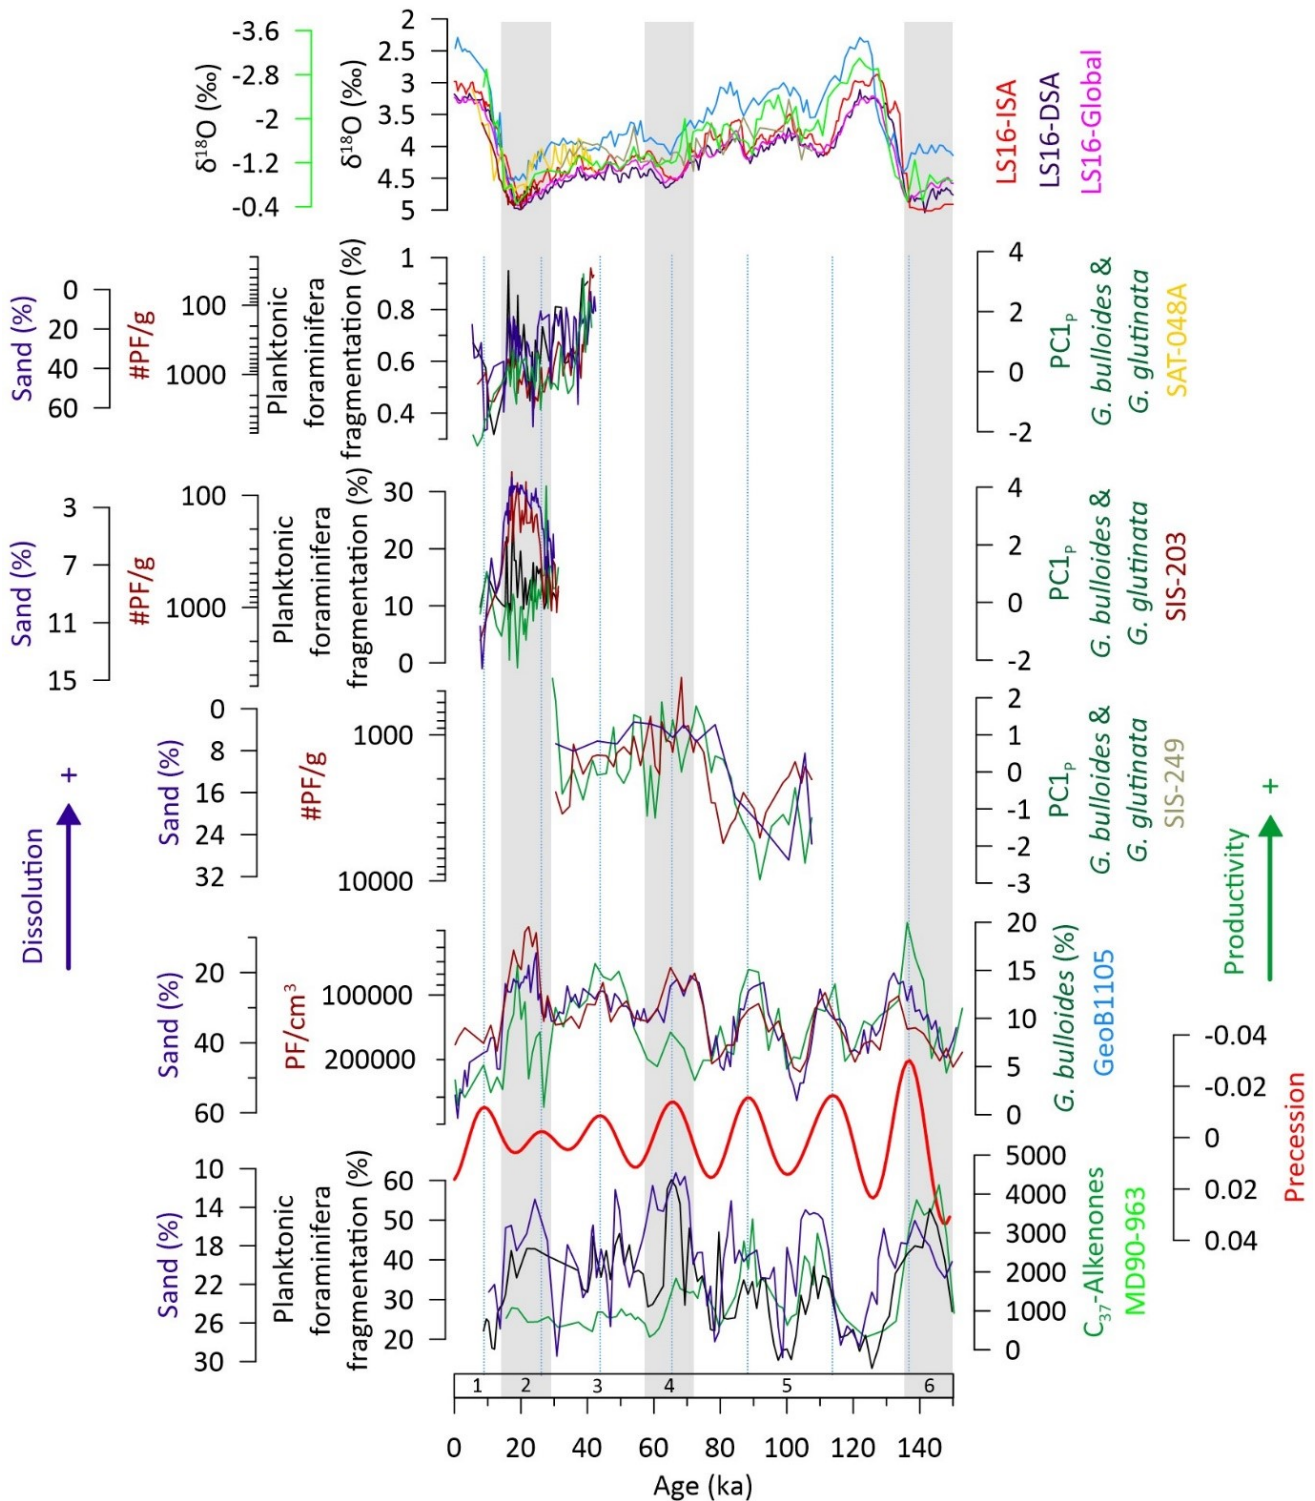 δ¹⁸O (‰)
-3.6
-2.8
-2
-1.2
-0.4
δ¹⁸O (‰)
2
2.5
3
3.5
4
4.5
5
LS16-ISA
LS16-DSA
LS16-Global
Sand (%)
0
20
40
60
#PF/g
100
1000
Planktonic
foraminifera
fragmentation (%)
1
0.8
0.6
0.4
4
2
0
-2
PC1ₚ
G. bulloides &
G. glutinata
SAT-048A
Sand (%)
3
7
11
15
#PF/g
100
1000
Planktonic
foraminifera
fragmentation (%)
30
20
10
0
4
2
0
-2
PC1ₚ
G. bulloides &
G. glutinata
SIS-203
Dissolution
+
Sand (%)
0
8
16
24
32
#PF/g
1000
10000
2
1
0
-1
-2
-3
PC1ₚ
G. bulloides &
G. glutinata
SIS-249
Productivity
+
Sand (%)
20
40
60
PF/cm³
100000
200000
20
15
10
5
0
G. bulloides (%)
GeoB1105
-0.04
-0.02
0
0.02
0.04
Precession
Sand (%)
10
14
18
22
26
30
Planktonic
foraminifera
fragmentation (%)
60
50
40
30
20
5000
4000
3000
2000
1000
0
C₃₇-Alkenones
MD90-963
1 2 3 4 5 6
0 20 40 60 80 100 120 140
Age (ka)